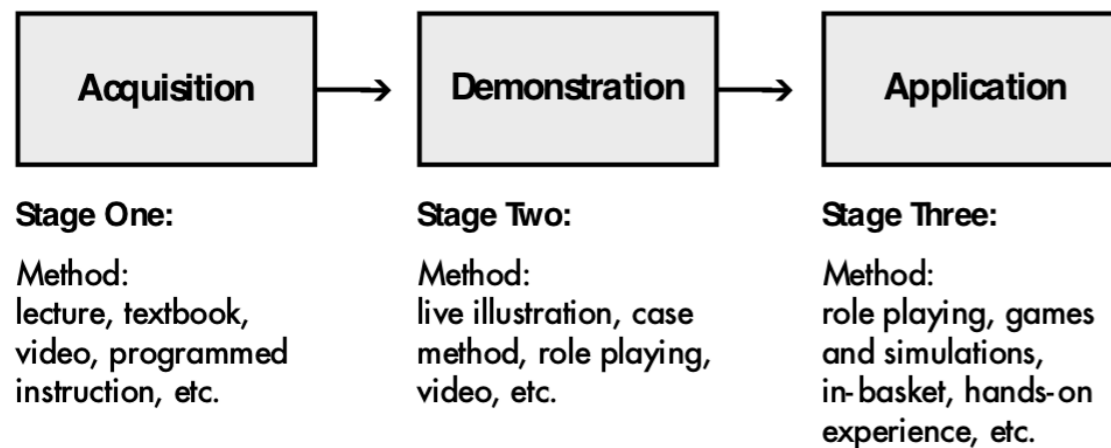 Acquisition
Demonstration
Application
Stage One:
Method:
lecture, textbook,
video, programmed
instruction, etc.
Stage Two:
Method:
live illustration, case
method, role playing,
video, etc.
Stage Three:
Method:
role playing, games
and simulations,
in-basket, hands-on
experience, etc.